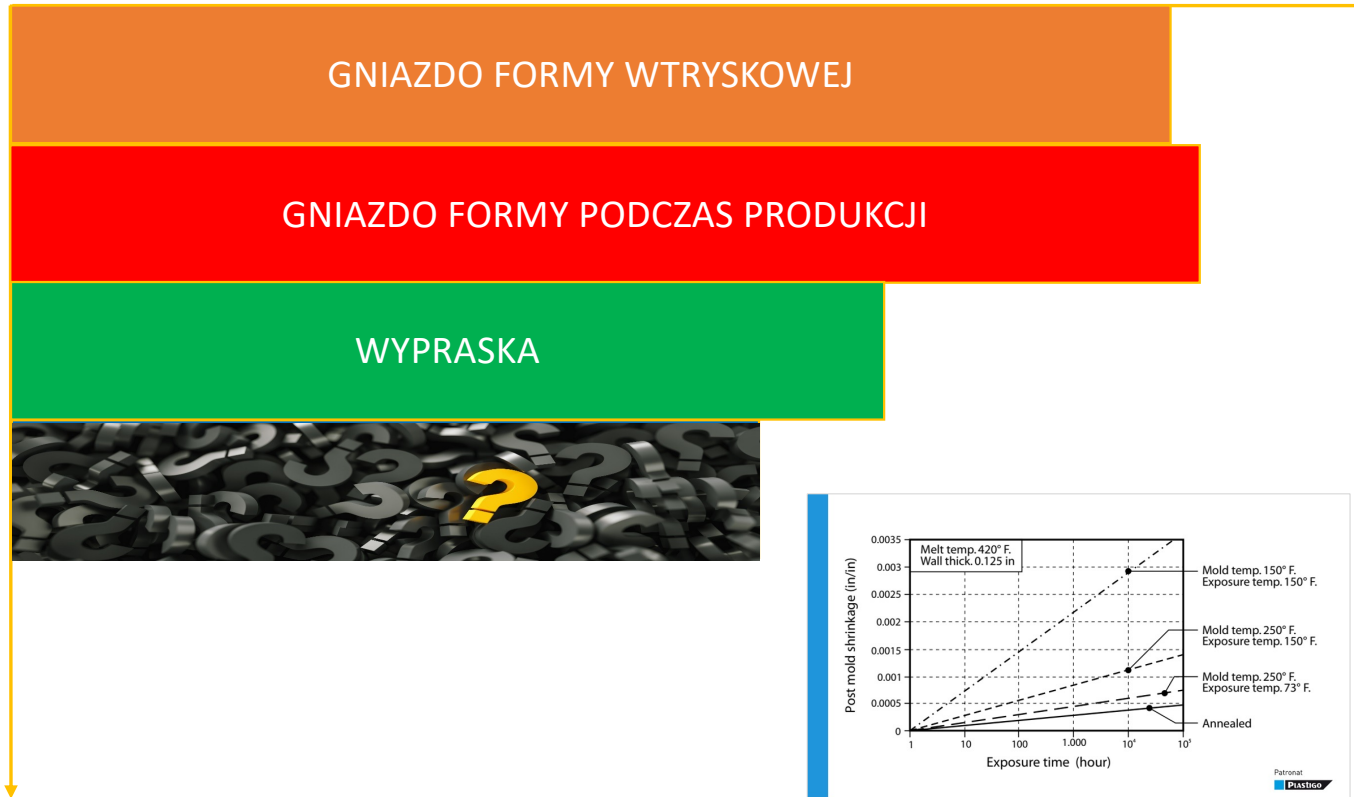 GNIAZDO FORMY WTRYSKOWEJ
GNIAZDO FORMY PODCZAS PRODUKCJI
WYPRASKA
?
Melt temp. 420° F.
Wall thick. 0.125 in
Post mold shrinkage (in/in)
0.0035
0.003
0.0025
0.002
0.0015
0.001
0.0005
0
1
10
100
1.000
10⁴
10⁵
Exposure time (hour)
Mold temp. 150° F.
Exposure temp. 150° F.
Mold temp. 250° F.
Exposure temp. 150° F.
Mold temp. 250° F.
Exposure temp. 73° F.
Annealed
Patronat
PLASTIGO